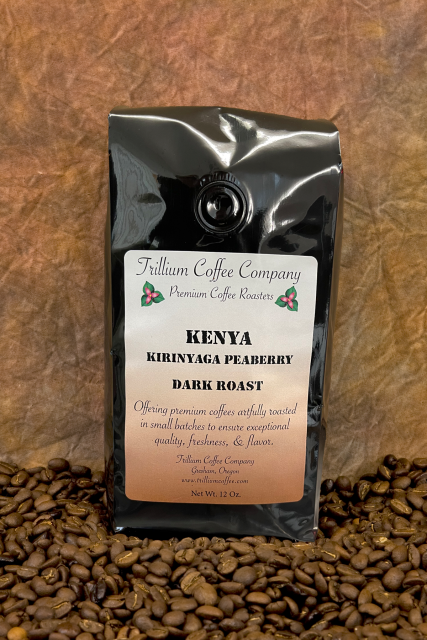 Trillium Coffee Company
Premium Coffee Roasters
KENYA
KIRINYAGA PEABERRY
DARK ROAST
Offering premium coffees artfully roasted
in small batches to ensure exceptional
quality, freshness, & flavor.
Trillium Coffee Company
Gresham, Oregon
www.trilliumcoffee.com
Net Wt. 12 Oz.